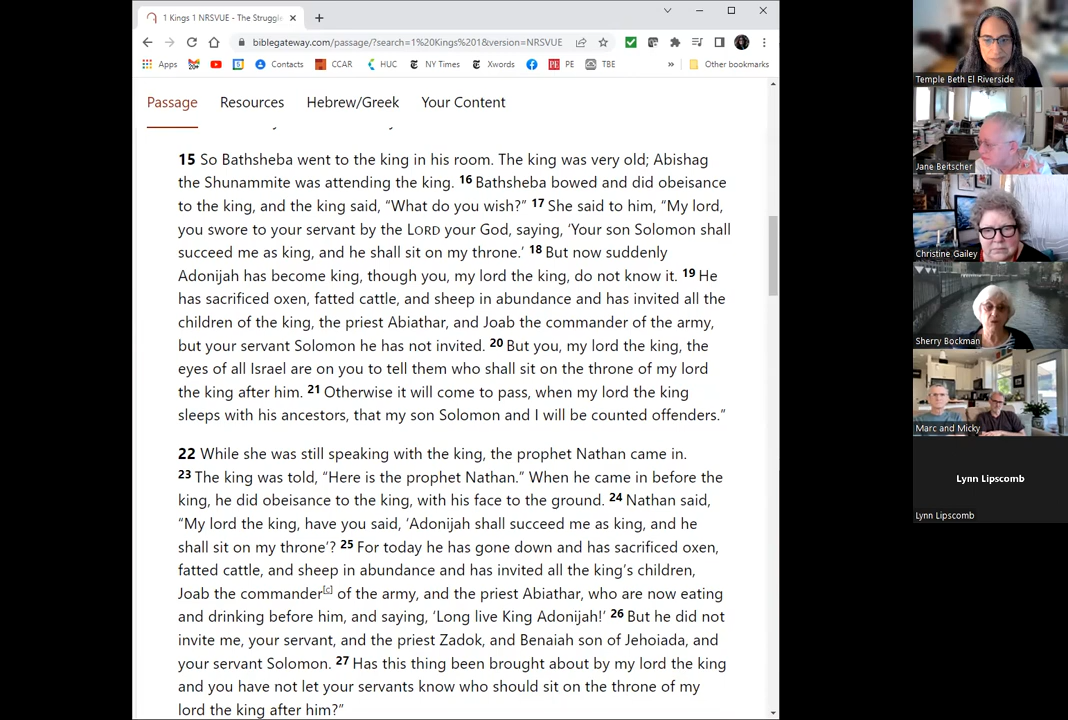 1 Kings 1 NRSVUE - The Struggl
biblegateway.com/passage/?search=1%20Kings%201&version=NRSVUE
Apps
Contacts
CCAR
HUC
NY Times
Xwords
PE
TBE
»
Other bookmarks
Passage
Resources
Hebrew/Greek
Your Content
15 So Bathsheba went to the king in his room. The king was very old; Abishag
the Shunammite was attending the king. 16 Bathsheba bowed and did obeisance
to the king, and the king said, “What do you wish?” 17 She said to him, “My lord,
you swore to your servant by the LORD your God, saying, ‘Your son Solomon shall
succeed me as king, and he shall sit on my throne.’ 18 But now suddenly
Adonijah has become king, though you, my lord the king, do not know it. 19 He
has sacrificed oxen, fatted cattle, and sheep in abundance and has invited all the
children of the king, the priest Abiathar, and Joab the commander of the army,
but your servant Solomon he has not invited. 20 But you, my lord the king, the
eyes of all Israel are on you to tell them who shall sit on the throne of my lord
the king after him. 21 Otherwise it will come to pass, when my lord the king
sleeps with his ancestors, that my son Solomon and I will be counted offenders.”
22 While she was still speaking with the king, the prophet Nathan came in.
23 The king was told, “Here is the prophet Nathan.” When he came in before the
king, he did obeisance to the king, with his face to the ground. 24 Nathan said,
“My lord the king, have you said, ‘Adonijah shall succeed me as king, and he
shall sit on my throne’? 25 For today he has gone down and has sacrificed oxen,
fatted cattle, and sheep in abundance and has invited all the king’s children,
Joab the commander[c] of the army, and the priest Abiathar, who are now eating
and drinking before him, and saying, ‘Long live King Adonijah!’ 26 But he did not
invite me, your servant, and the priest Zadok, and Benaiah son of Jehoiada, and
your servant Solomon. 27 Has this thing been brought about by my lord the king
and you have not let your servants know who should sit on the throne of my
lord the king after him?”
Temple Beth El Riverside
Jane Beitscher
Christine Gailey
Sherry Bockman
Marc and Micky
Lynn Lipscomb
Lynn Lipscomb